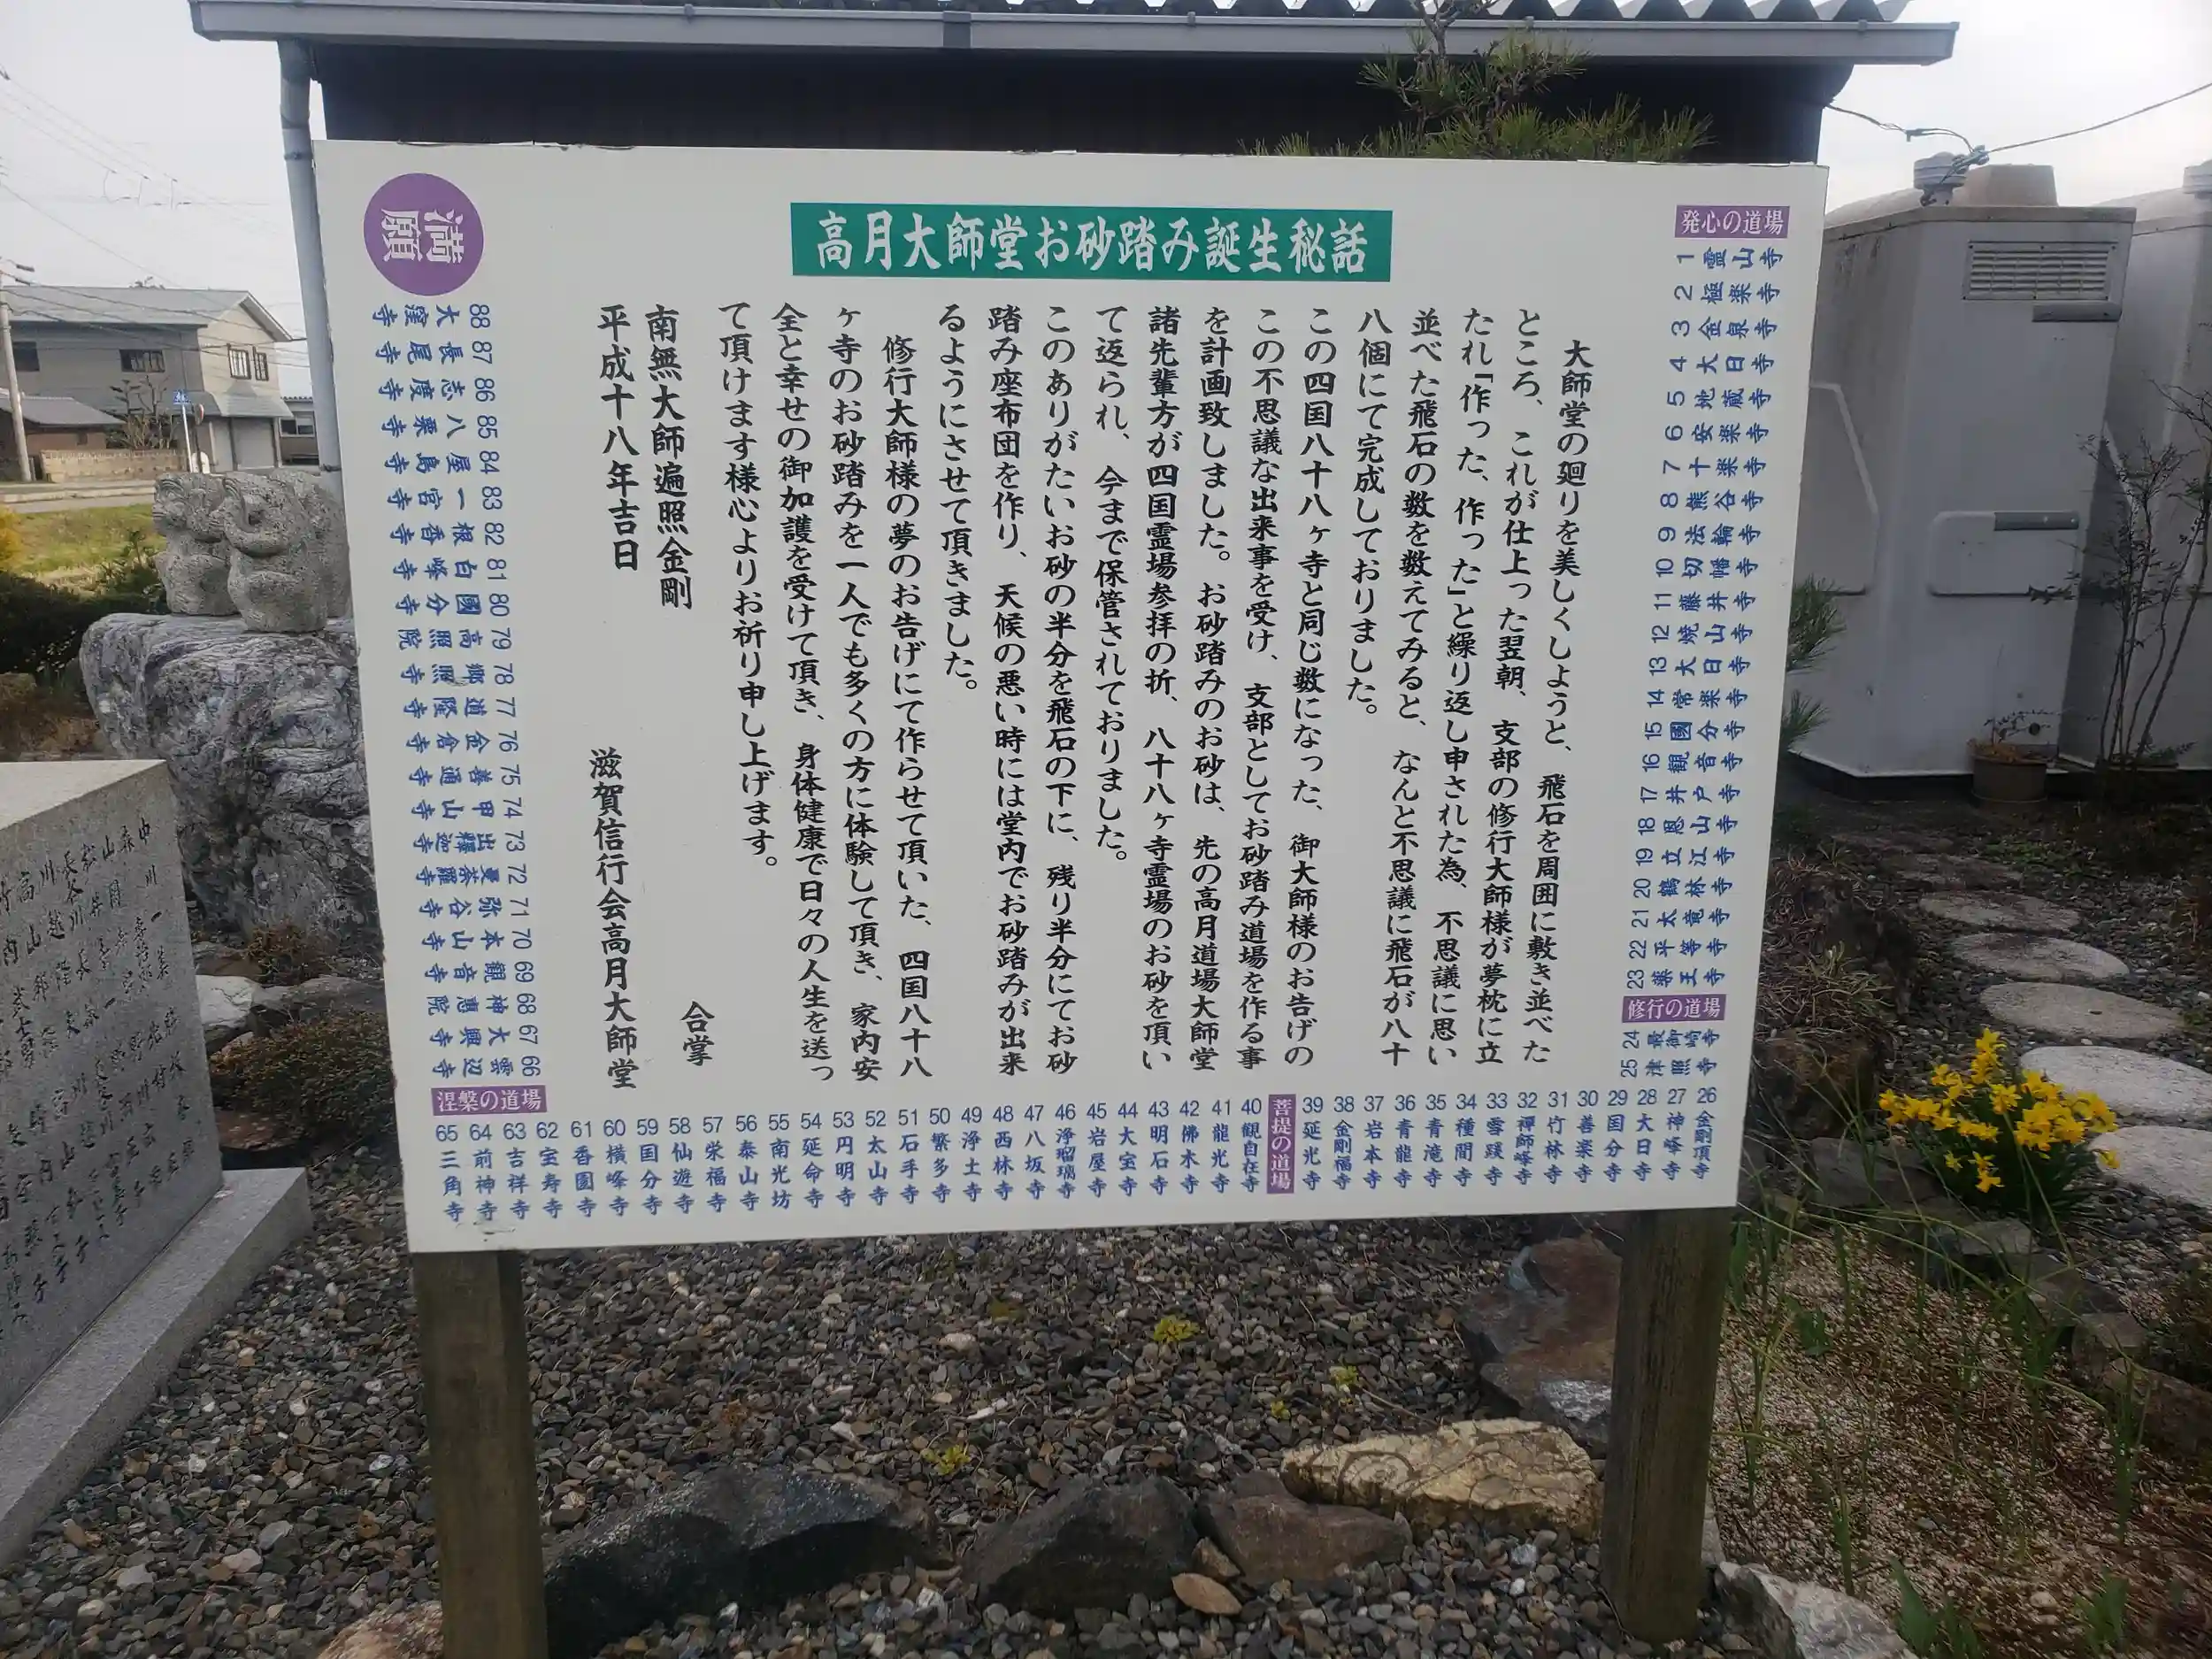 高月大師堂お砂踏み誕生秘話
大師堂の廻りを美しくしようと、飛石を周囲に敷き並べた
ところ、これが仕上った翌朝、支部の修行大師様が夢枕に立
たれ「作った、作った」と繰り返し申された為、不思議に思い
並べた飛石の数を数えてみると、なんと不思議に飛石が八十
八個にて完成しておりました。
この四国八十八ヶ寺と同じ数になった、御大師様のお告げの
この不思議な出来事を受け、支部としてお砂踏み道場を作る事
を計画致しました。お砂踏みのお砂は、先の高月道場大師堂
諸先輩方が四国霊場参拝の折、八十八ヶ寺霊場のお砂を頂い
て返られ、今まで保管されておりました。
このありがたいお砂の半分を飛石の下に、残り半分にてお砂
踏み座布団を作り、天候の悪い時には堂内でお砂踏みが出来
るようにさせて頂きました。
修行大師様の夢のお告げにて作らせて頂いた、四国八十八
ヶ寺のお砂踏みを一人でも多くの方に体験して頂き、家内安
全と幸せの御加護を受けて頂き、身体健康で日々の人生を送っ
て頂けます様心よりお祈り申し上げます。
合掌
南無大師遍照金剛
平成十八年吉日
滋賀信行会高月大師堂
発心の道場
1 霊山寺
2 極楽寺
3 金泉寺
4 大日寺
5 地蔵寺
6 安楽寺
7 十楽寺
8 熊谷寺
9 法輪寺
10 切幡寺
11 藤井寺
12 焼山寺
13 大日寺
14 常楽寺
15 國分寺
16 観音寺
17 井戸寺
18 恩山寺
19 立江寺
20 鶴林寺
21 太竜寺
22 平等寺
23 薬王寺
修行の道場
24 最御崎寺
25 津照寺
26 金剛頂寺
27 神峰寺
28 大日寺
29 国分寺
30 善楽寺
31 竹林寺
32 禅師峰寺
33 雪蹊寺
34 種間寺
35 青滝寺
36 青龍寺
37 岩本寺
38 金剛福寺
39 延光寺
菩提の道場
40 観自在寺
41 龍光寺
42 佛木寺
43 明石寺
44 大宝寺
45 岩屋寺
46 浄瑠璃寺
47 八坂寺
48 西林寺
49 浄土寺
50 繁多寺
51 石手寺
52 太山寺
53 円明寺
54 延命寺
55 南光坊
56 泰山寺
57 栄福寺
58 仙遊寺
59 国分寺
60 横峰寺
61 香園寺
62 宝寿寺
63 吉祥寺
64 前神寺
65 三角寺
涅槃の道場
66 雲辺寺
67 大興寺
68 神恵院
69 観音寺
70 本山寺
71 弥谷寺
72 曼荼羅寺
73 出釋迦寺
74 甲山寺
75 善通寺
76 金倉寺
77 道隆寺
78 郷照寺
79 高照院
80 國分寺
81 白峰寺
82 根香寺
83 一宮寺
84 屋島寺
85 八栗寺
86 志度寺
87 長尾寺
88 大窪寺
満願